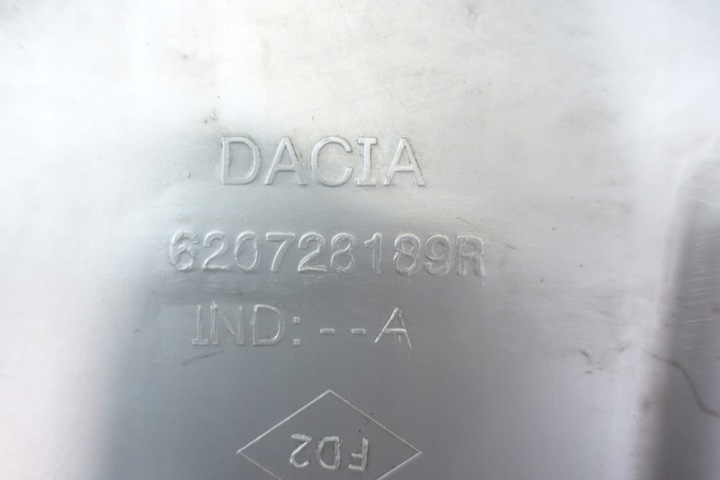 DACIA
620728189R
IND:--A
FD2